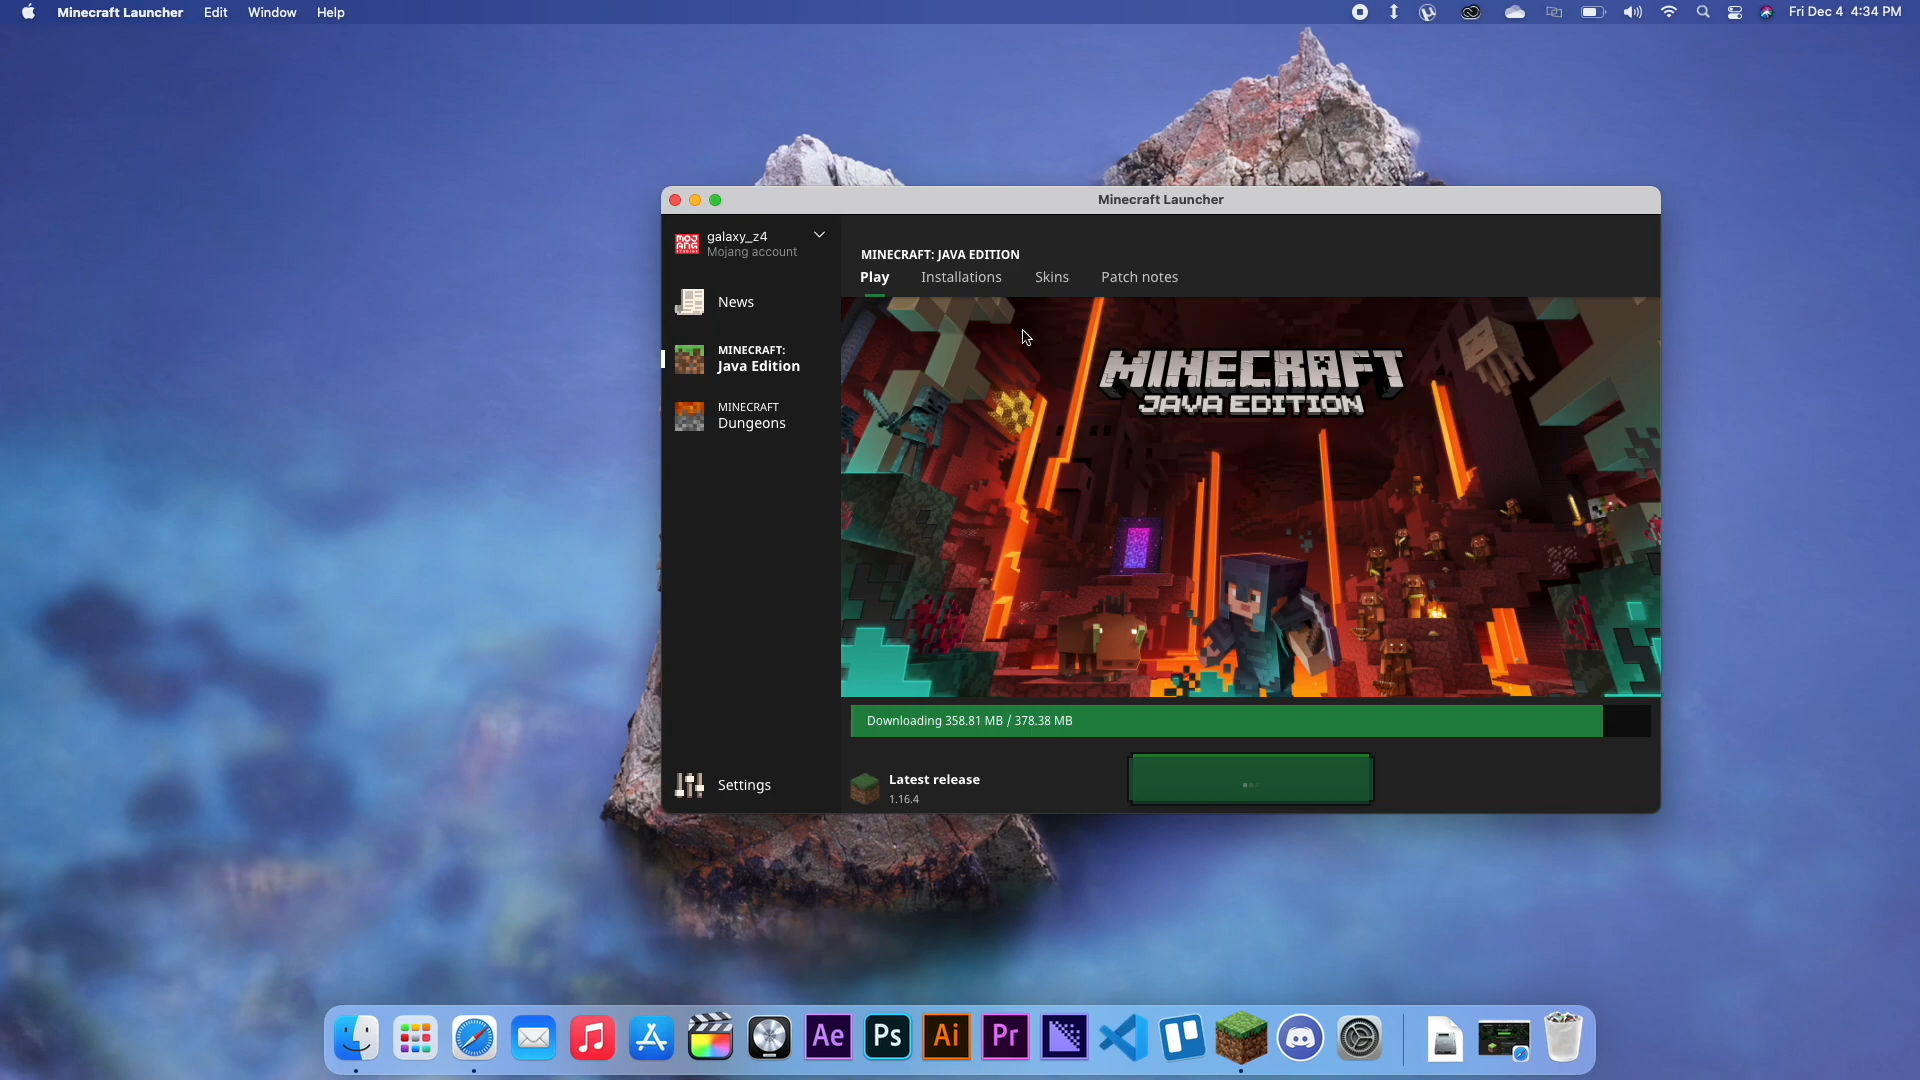 Minecraft Launcher Edit Window Help Fri Dec 4 4:34 PM
Minecraft Launcher
MOJANG STUDIOS
galaxy_z4
Mojang account
News
MINECRAFT:
Java Edition
MINECRAFT
Dungeons
Settings
MINECRAFT: JAVA EDITION
Play Installations Skins Patch notes
MINECRAFT
JAVA EDITION
Downloading 358.81 MB / 378.38 MB
Latest release
1.16.4
Ae Ps Ai Pr